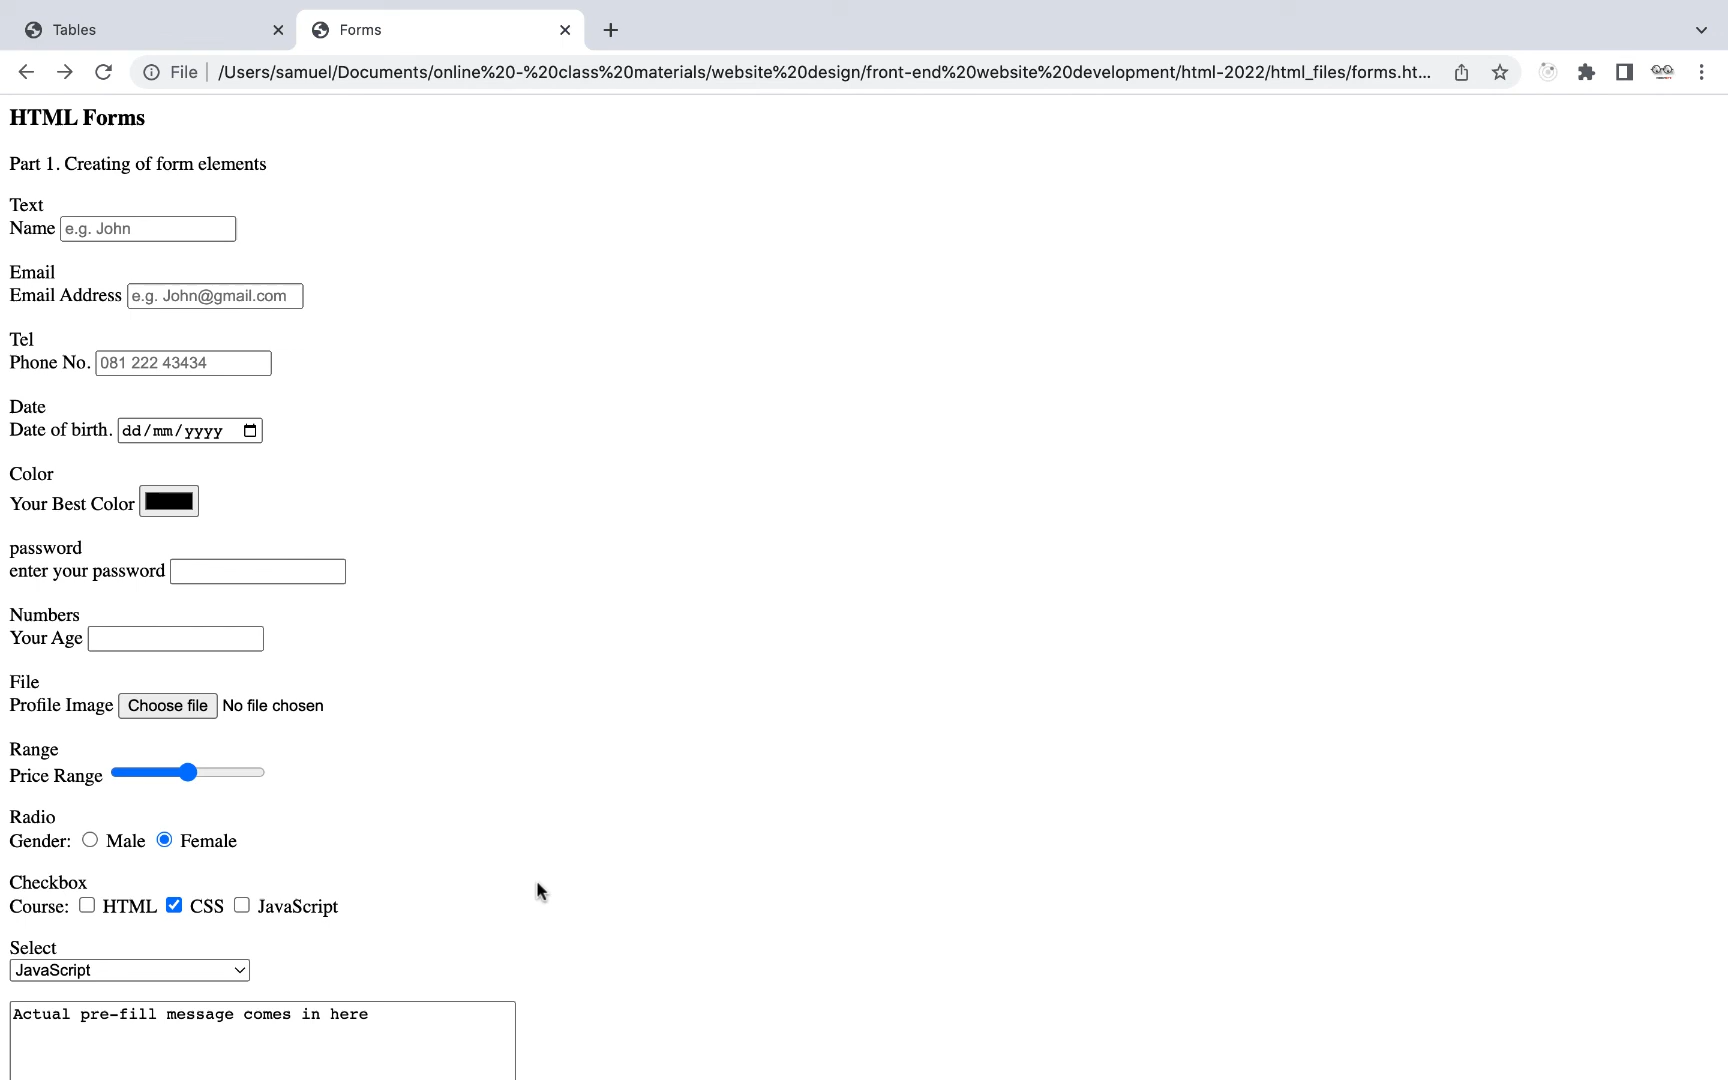 Tables
Forms
File /Users/samuel/Documents/online%20-%20class%20materials/website%20design/front-end%20website%20development/html-2022/html_files/forms.ht...
HTML Forms
Part 1. Creating of form elements
Text
Name e.g. John
Email
Email Address e.g. John@gmail.com
Tel
Phone No. 081 222 43434
Date
Date of birth. dd/mm/yyyy
Color
Your Best Color
password
enter your password
Numbers
Your Age
File
Profile Image Choose file No file chosen
Range
Price Range
Radio
Gender: Male Female
Checkbox
Course: HTML CSS JavaScript
Select
JavaScript
Actual pre-fill message comes in here